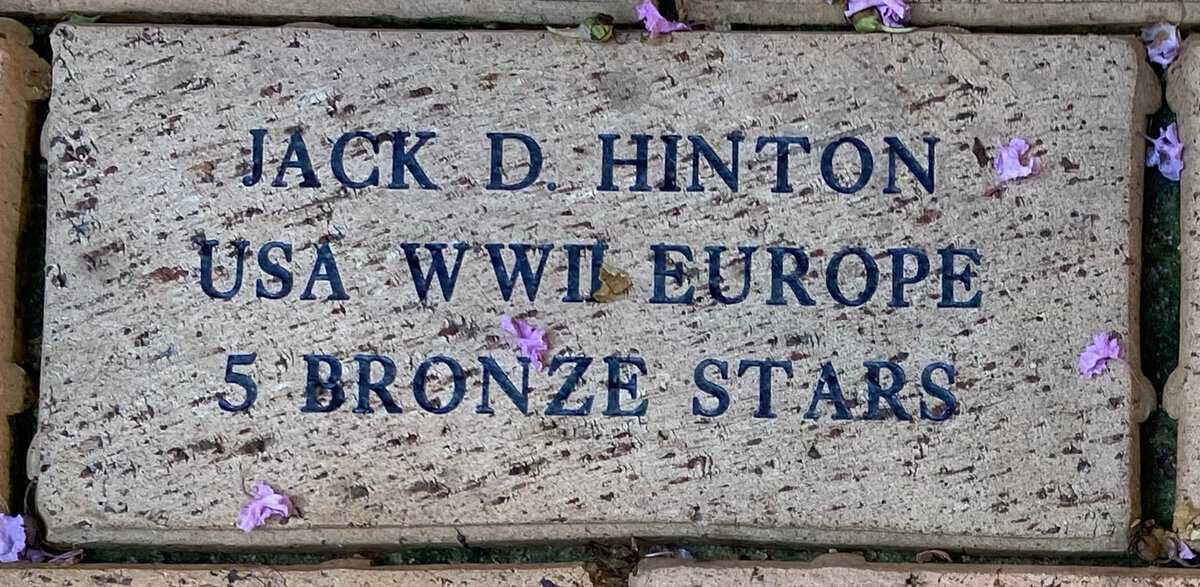 JACK D. HINTON
USA WWII EUROPE
5 BRONZE STARS